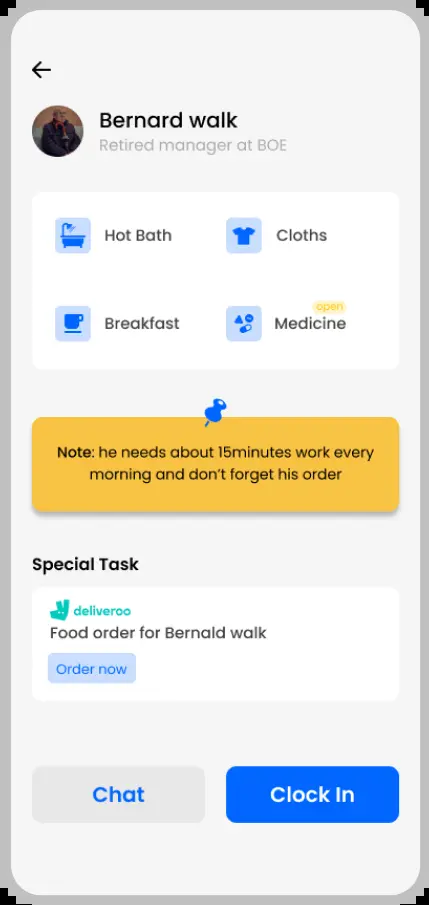 Bernard walk
Retired manager at BOE
Hot Bath
Cloths
Breakfast
open
Medicine
Note: he needs about 15minutes work every
morning and don't forget his order
Special Task
deliveroo
Food order for Bernald walk
Order now
Chat
Clock In